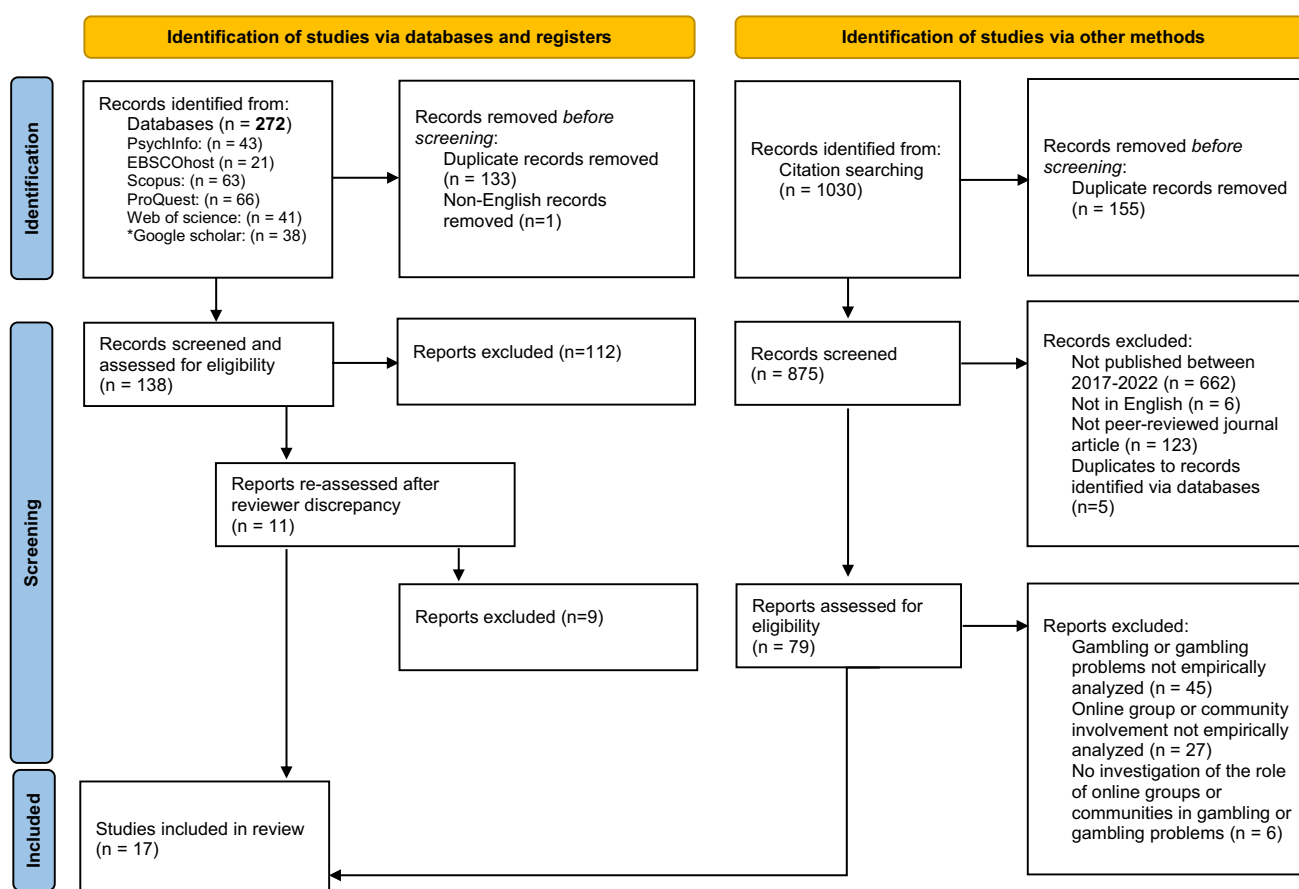 Identification of studies via databases and registers
Identification of studies via other methods
Identification
Records identified from:
Databases (n = 272)
PsychInfo: (n = 43)
EBSCOhost (n = 21)
Scopus: (n = 63)
ProQuest: (n = 66)
Web of science: (n = 41)
*Google scholar: (n = 38)
Records removed before
screening:
Duplicate records removed
(n = 133)
Non-English records
removed (n=1)
Records identified from:
Citation searching
(n = 1030)
Records removed before
screening:
Duplicate records removed
(n = 155)
Screening
Records screened and
assessed for eligibility
(n = 138)
Reports excluded (n=112)
Reports re-assessed after
reviewer discrepancy
(n = 11)
Reports excluded (n=9)
Records screened
(n = 875)
Records excluded:
Not published between
2017-2022 (n = 662)
Not in English (n = 6)
Not peer-reviewed journal
article (n = 123)
Duplicates to records
identified via databases
(n=5)
Reports assessed for
eligibility
(n = 79)
Reports excluded:
Gambling or gambling
problems not empirically
analyzed (n = 45)
Online group or community
involvement not empirically
analyzed (n = 27)
No investigation of the role
of online groups or
communities in gambling or
gambling problems (n = 6)
Included
Studies included in review
(n = 17)